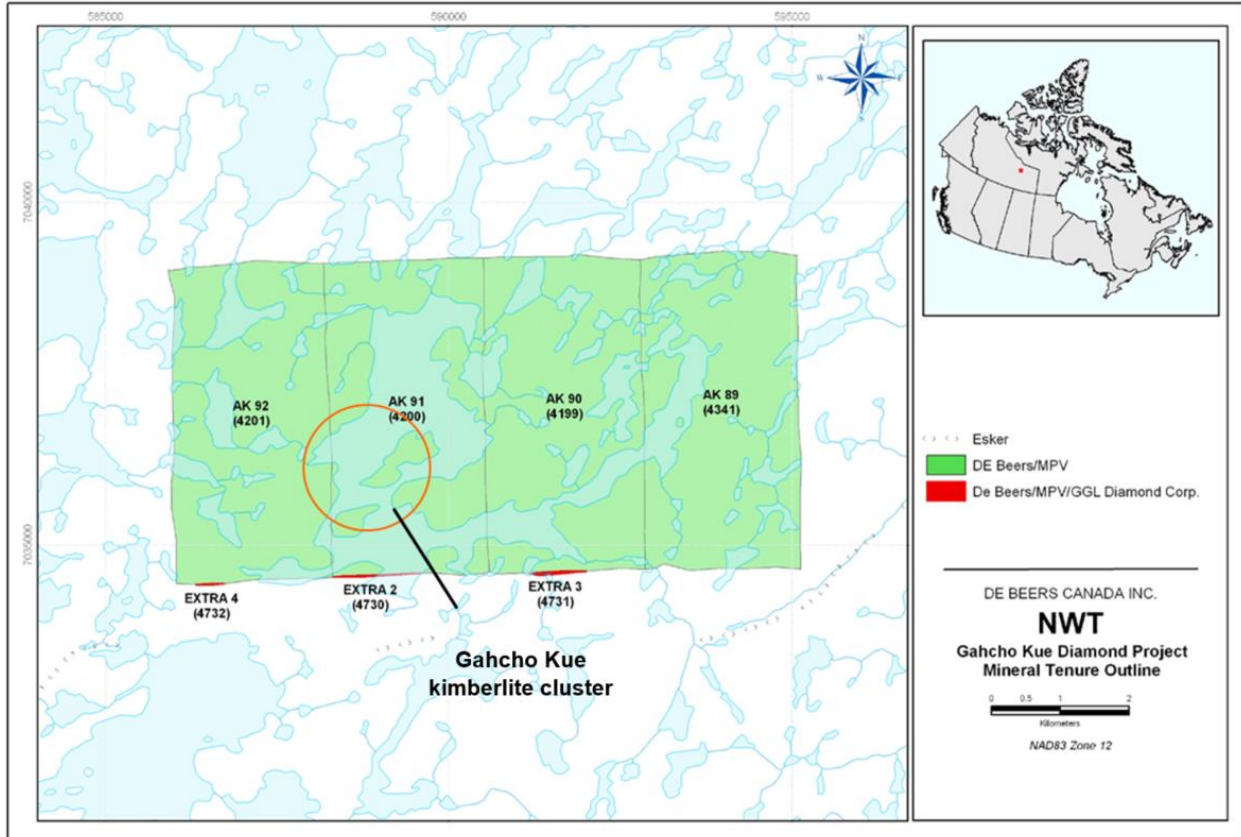 585000
590000
595000
7040000
7035000
N
W
E
S
AK 92
(4201)
AK 91
(4200)
AK 90
(4199)
AK 89
(4341)
EXTRA 4
(4732)
EXTRA 2
(4730)
EXTRA 3
(4731)
Gahcho Kue
kimberlite cluster
Esker
DE Beers/MPV
De Beers/MPV/GGL Diamond Corp.
DE BEERS CANADA INC.
NWT
Gahcho Kue Diamond Project
Mineral Tenure Outline
0 0.5 1 2
Kilometers
NAD83 Zone 12